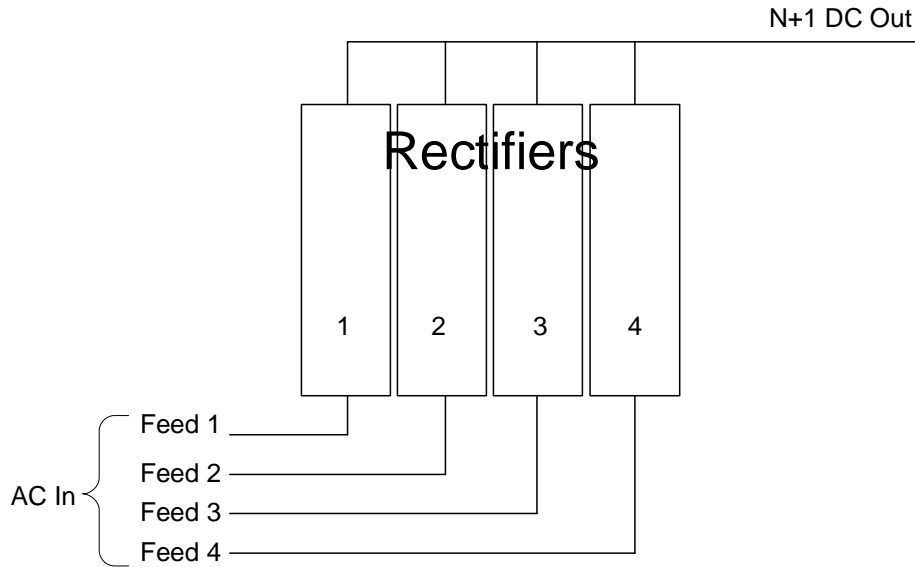 N+1 DC Out
Rectifiers
1 2 3 4
Feed 1
Feed 2
AC In
Feed 3
Feed 4